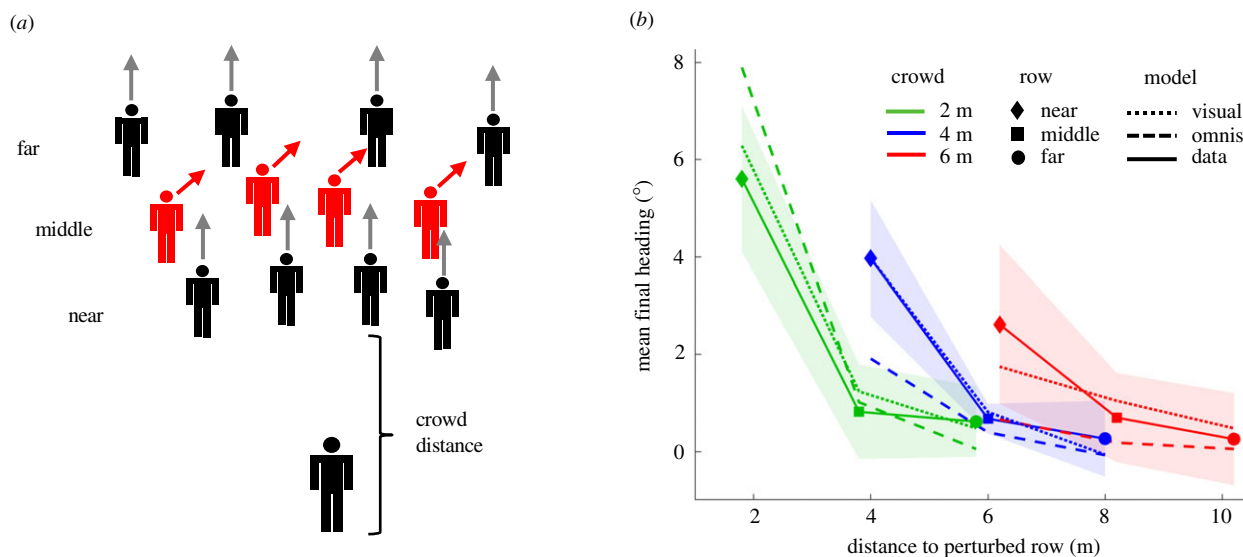 (a)
far
middle
near
crowd
distance
(b)
crowd row model
2 m near visual
4 m middle omnis
6 m far data
mean final heading (°)
8
6
4
2
0
2 4 6 8 10
distance to perturbed row (m)